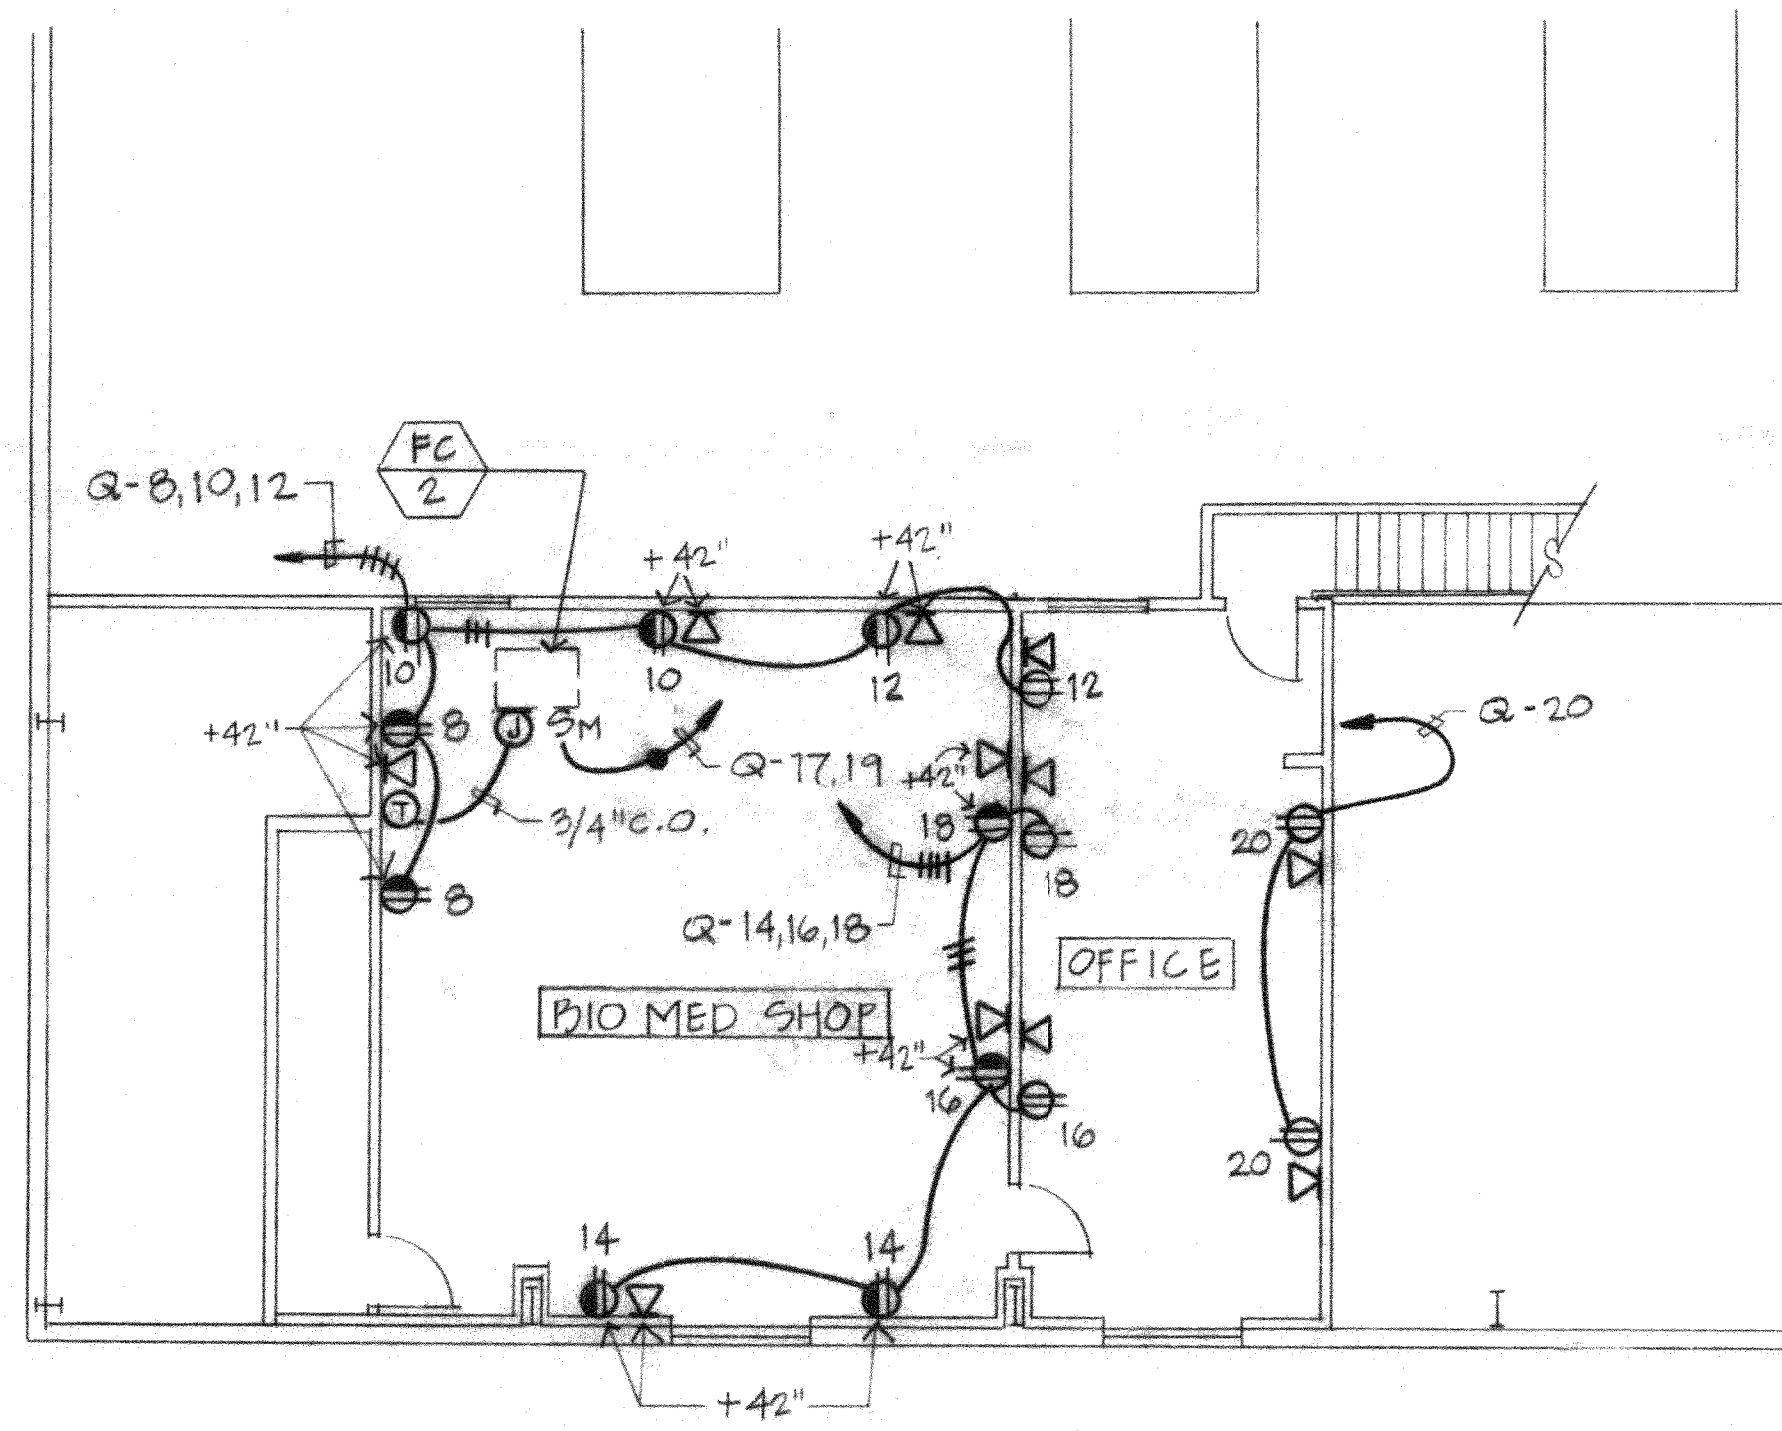 FC
2
Q-8,10,12
+42"
+42"
S
10
10
12
12
Q-20
+42"
8
J
SM
Q-17,19
+42"
T
3/4"C.O.
18
20
18
8
Q-14,16,18
OFFICE
BIO MED SHOP
+42"
16
16
20
14
14
+42"